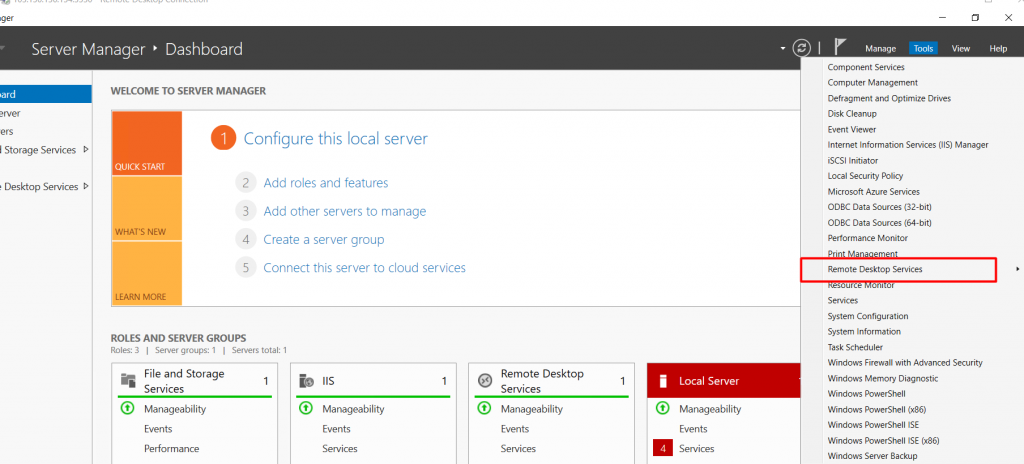 Remote Desktop Connection
ager
Server Manager • Dashboard
Manage Tools View Help
oard
erver
ers
d Storage Services
e Desktop Services
WELCOME TO SERVER MANAGER
QUICK START
WHAT'S NEW
LEARN MORE
1 Configure this local server
2 Add roles and features
3 Add other servers to manage
4 Create a server group
5 Connect this server to cloud services
ROLES AND SERVER GROUPS
Roles: 3 | Server groups: 1 | Servers total: 1
File and Storage Services 1
Manageability
Events
Performance
IIS 1
Manageability
Events
Services
Remote Desktop Services 1
Manageability
Events
Services
Local Server 1
Manageability
Events
4 Services
Component Services
Computer Management
Defragment and Optimize Drives
Disk Cleanup
Event Viewer
Internet Information Services (IIS) Manager
iSCSI Initiator
Local Security Policy
Microsoft Azure Services
ODBC Data Sources (32-bit)
ODBC Data Sources (64-bit)
Performance Monitor
Print Management
Remote Desktop Services
Resource Monitor
Services
System Configuration
System Information
Task Scheduler
Windows Firewall with Advanced Security
Windows Memory Diagnostic
Windows PowerShell
Windows PowerShell (x86)
Windows PowerShell ISE
Windows PowerShell ISE (x86)
Windows Server Backup